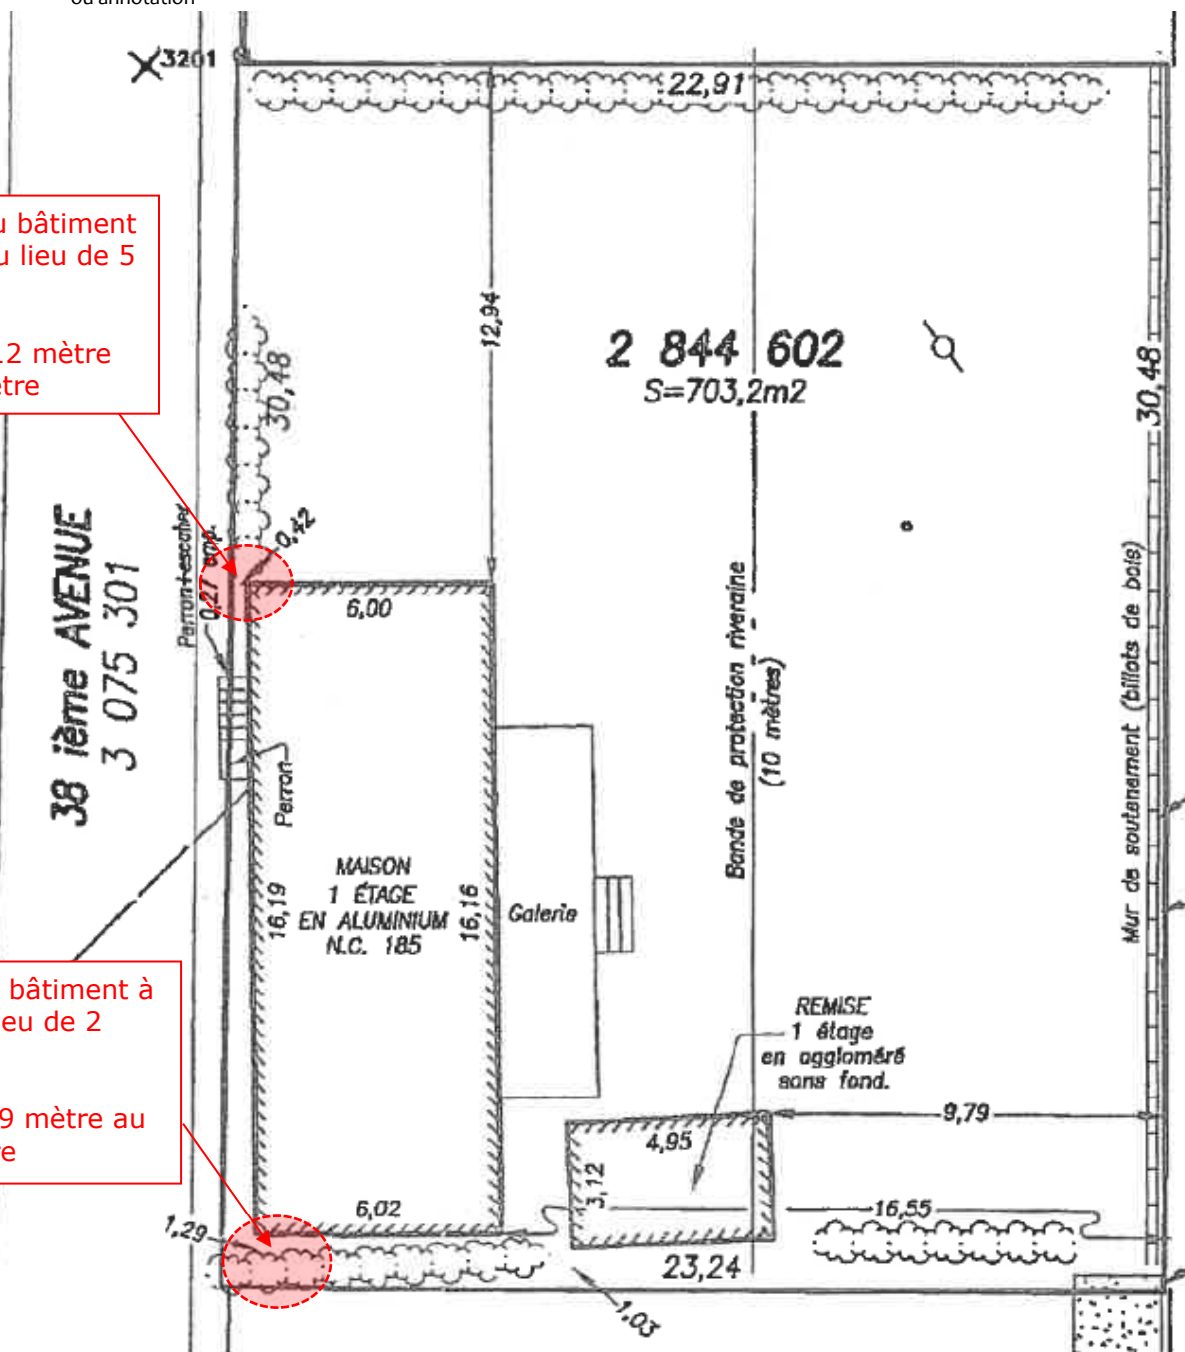 ou annotation
3201
22,91
u bâtiment
u lieu de 5
12 mètre
ètre
30,48
12,94
2 844 602
S=703,2m2
30,48
0,42
Perron+escalier
0,27 emp.
6,00
38 ième AVENUE
3 075 301
Perron
Bande de protection riveraine
(10 mètres)
Mur de soutenement (billots de bois)
MAISON
1 ÉTAGE
EN ALUMINIUM
N.C. 185
16,19
16,16
Galerie
bâtiment à
eu de 2
9 mètre au
re
REMISE
1 étage
en aggloméré
sans fond.
9,79
4,95
3,12
6,02
16,55
1,29
23,24
1,03